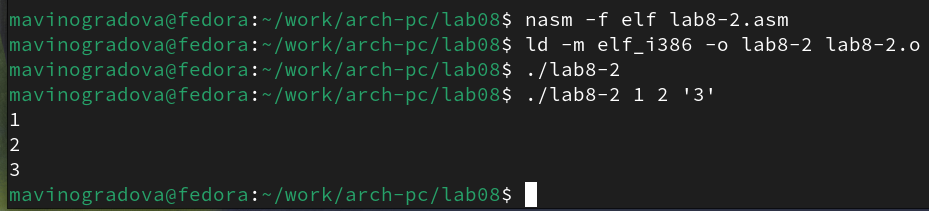 mavinogradova@fedora:~/work/arch-pc/lab08$ nasm -f elf lab8-2.asm
mavinogradova@fedora:~/work/arch-pc/lab08$ ld -m elf_i386 -o lab8-2 lab8-2.o
mavinogradova@fedora:~/work/arch-pc/lab08$ ./lab8-2
mavinogradova@fedora:~/work/arch-pc/lab08$ ./lab8-2 1 2 '3'
1
2
3
mavinogradova@fedora:~/work/arch-pc/lab08$